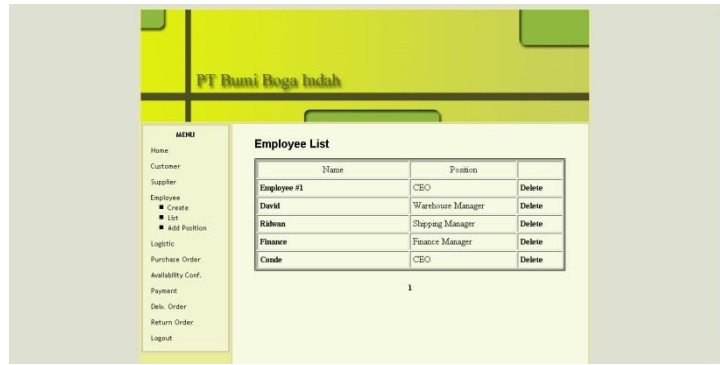 PT Bumi Boga Indah
MENU
Home
Customer
Supplier
Employee
Create
List
Add Position
Logistic
Purchace Order
Availability Conf.
Payment
Delv. Order
Return Order
Logout
Employee List
Name Position
Employee #1 CEO Delete
David Warehouse Manager Delete
Ridwan Shipping Manager Delete
Finance Finance Manager Delete
Conde CEO Delete
1